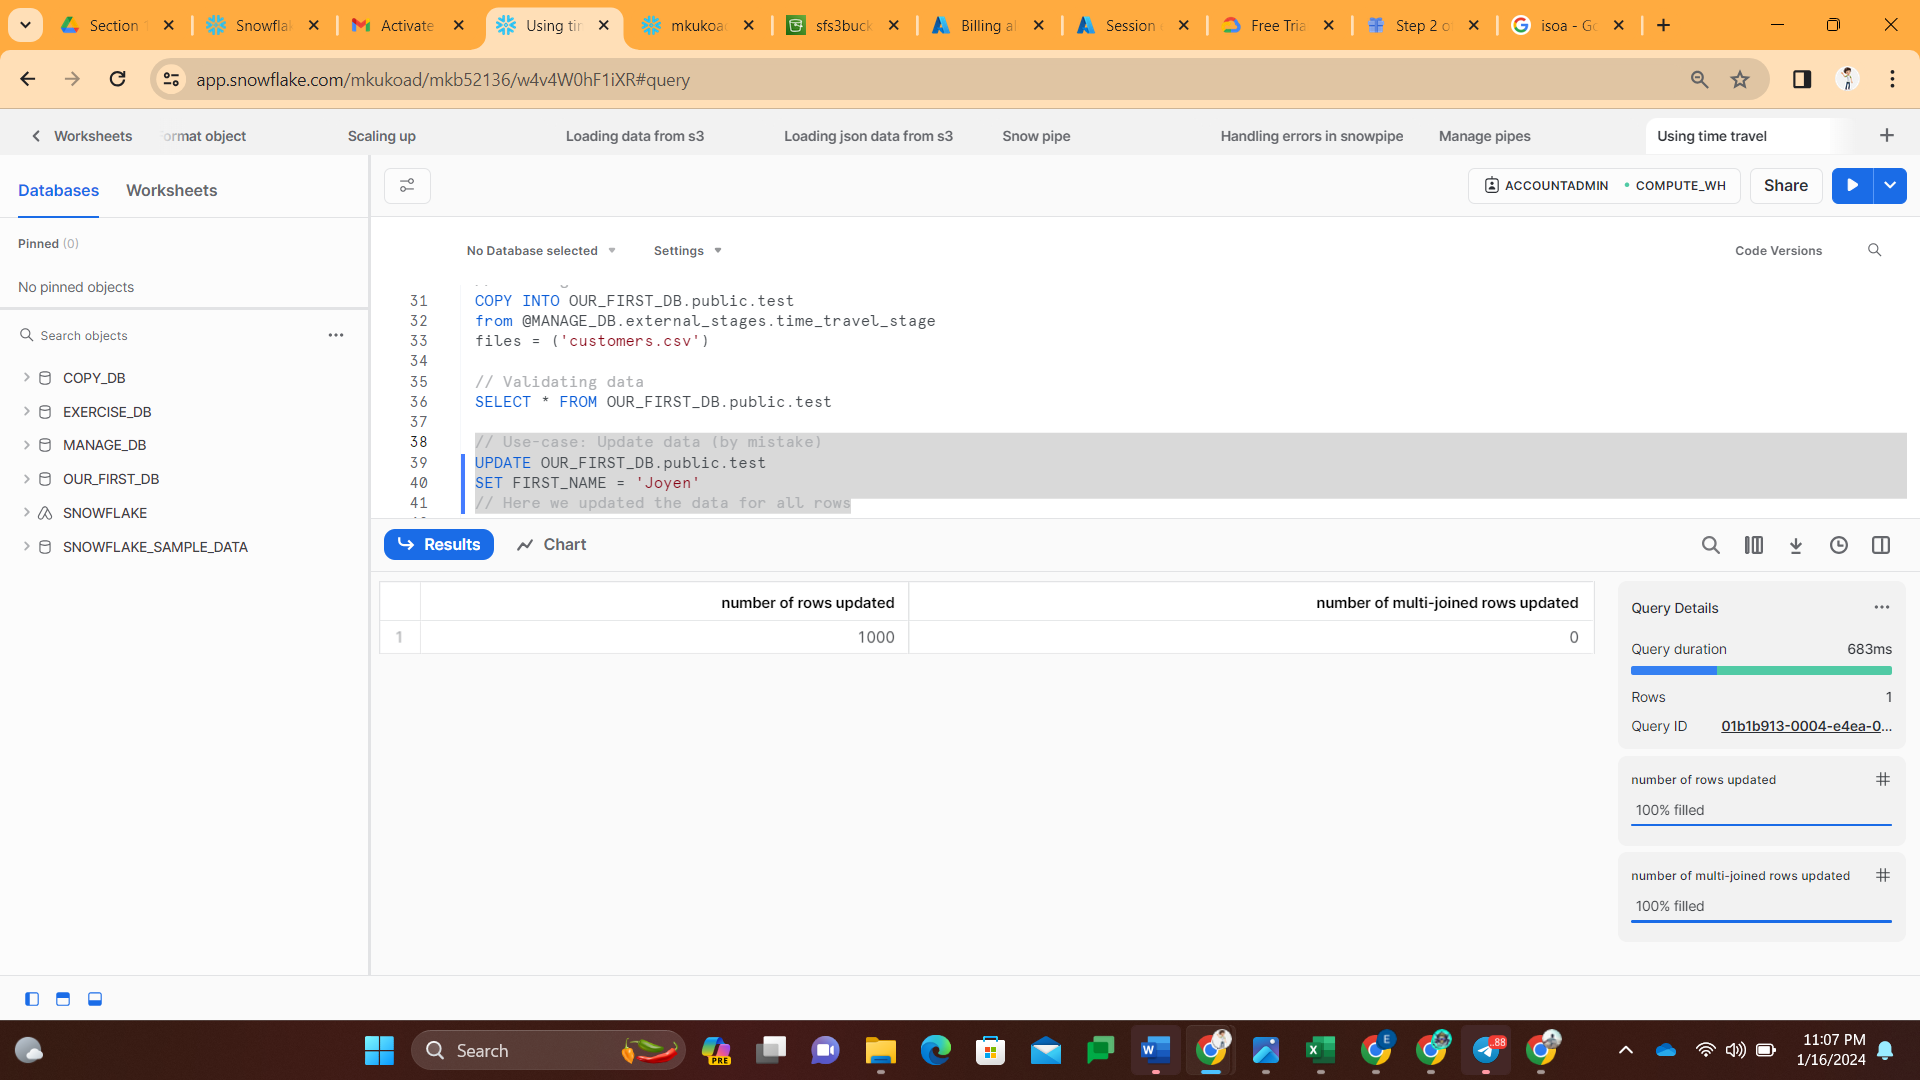 Section
Snowfla
Activate
Using tin
mkukoa
sfs3buck
Billing al
Session
Free Tria
Step 2 o
isoa - Go
app.snowflake.com/mkukoad/mkb52136/w4v4W0hF1iXR#query
Worksheets
ormat object
Scaling up
Loading data from s3
Loading json data from s3
Snow pipe
Handling errors in snowpipe
Manage pipes
Using time travel
Databases
Worksheets
ACCOUNTADMIN
COMPUTE_WH
Share
Pinned (0)
No pinned objects
Search objects
COPY_DB
EXERCISE_DB
MANAGE_DB
OUR_FIRST_DB
SNOWFLAKE
SNOWFLAKE_SAMPLE_DATA
No Database selected
Settings
Code Versions
31 COPY INTO OUR_FIRST_DB.public.test
32 from @MANAGE_DB.external_stages.time_travel_stage
33 files = ('customers.csv')
34
35 // Validating data
36 SELECT * FROM OUR_FIRST_DB.public.test
37
38 // Use-case: Update data (by mistake)
39 UPDATE OUR_FIRST_DB.public.test
40 SET FIRST_NAME = 'Joyen'
41 // Here we updated the data for all rows
Results
Chart
number of rows updated number of multi-joined rows updated
1 1000 0
Query Details
Query duration 683ms
Rows 1
Query ID 01b1b913-0004-e4ea-0...
number of rows updated
100% filled
number of multi-joined rows updated
100% filled
Search
PRE
W
X
E
88
11:07 PM
1/16/2024